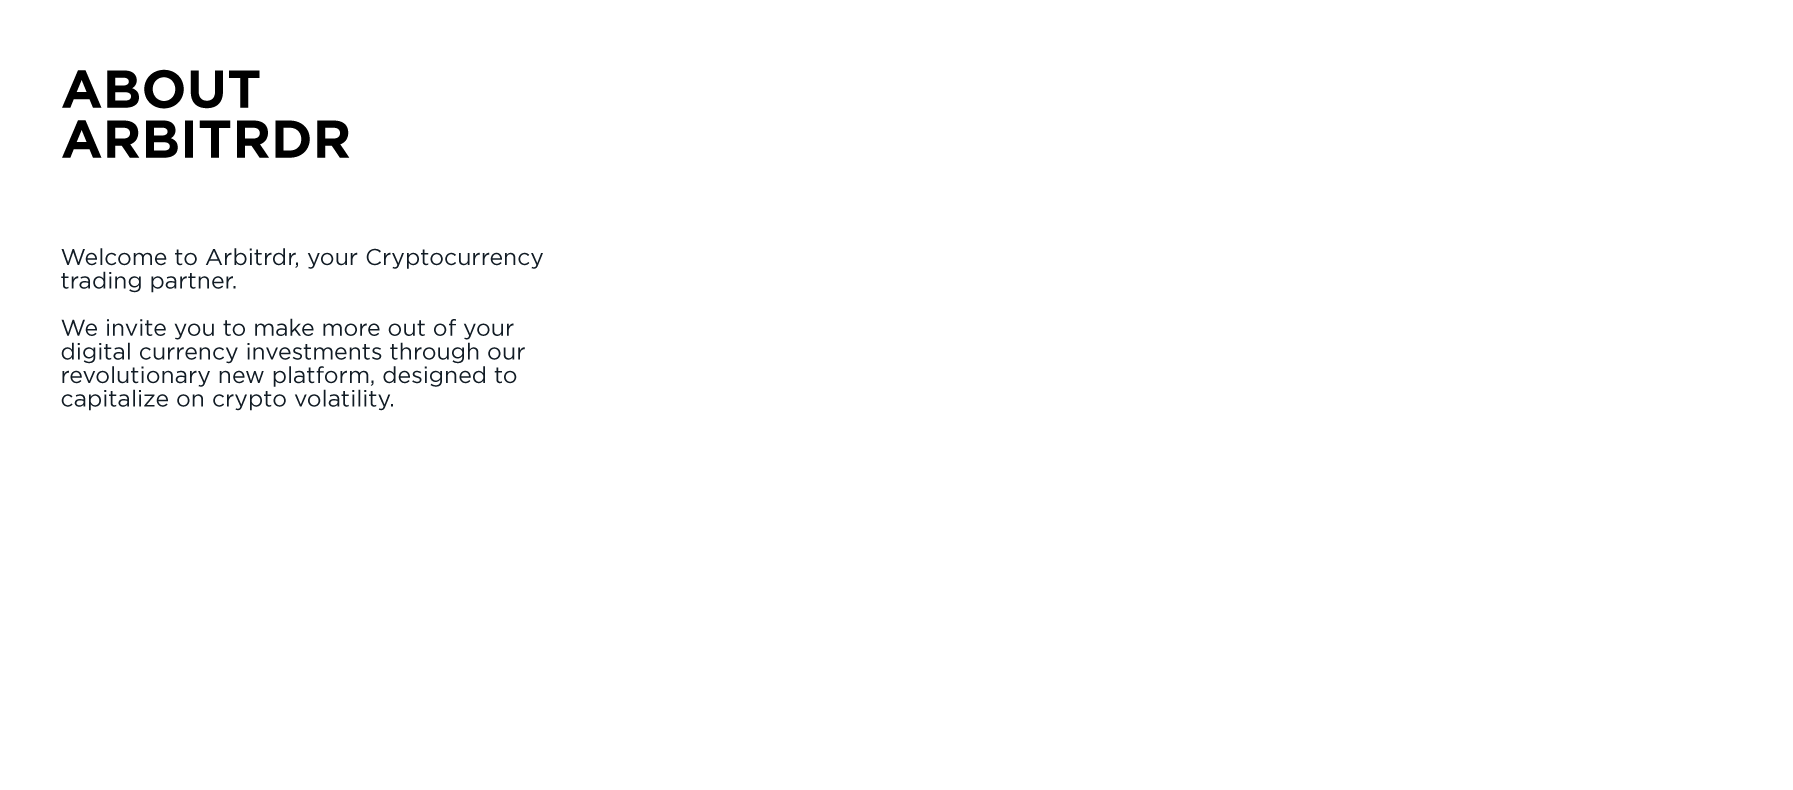 ABOUT
ARBITRDR
Welcome to Arbitrdr, your Cryptocurrency
trading partner.
We invite you to make more out of your
digital currency investments through our
revolutionary new platform, designed to
capitalize on crypto volatility.